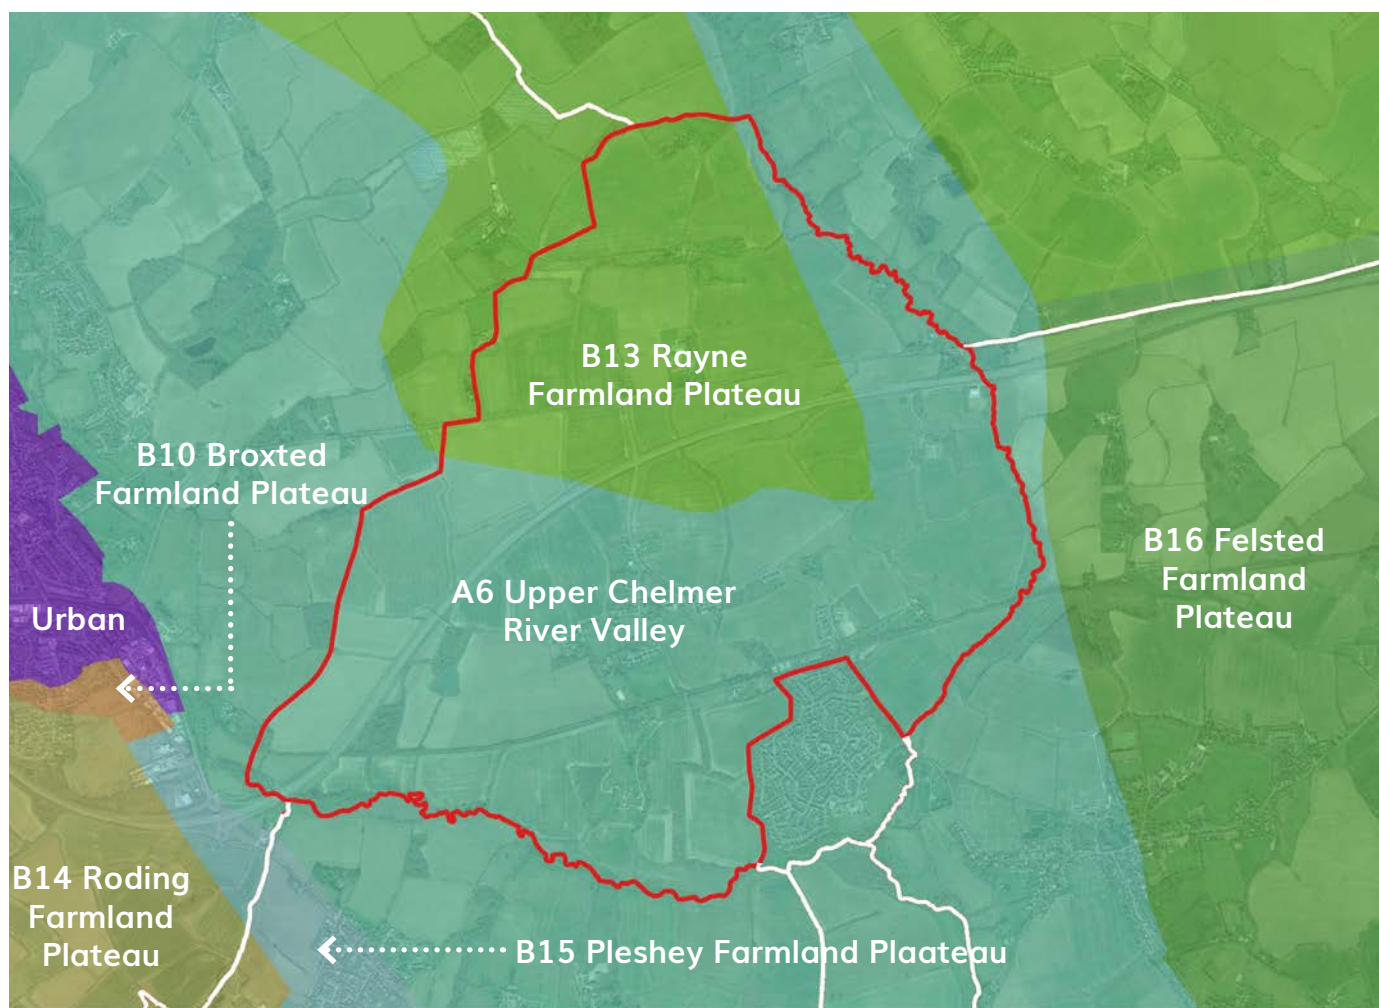 B13 Rayne
Farmland Plateau
B10 Broxted
Farmland Plateau
B16 Felsted
Farmland
Plateau
A6 Upper Chelmer
River Valley
Urban
B14 Roding
Farmland
Plateau
B15 Pleshey Farmland Plaateau